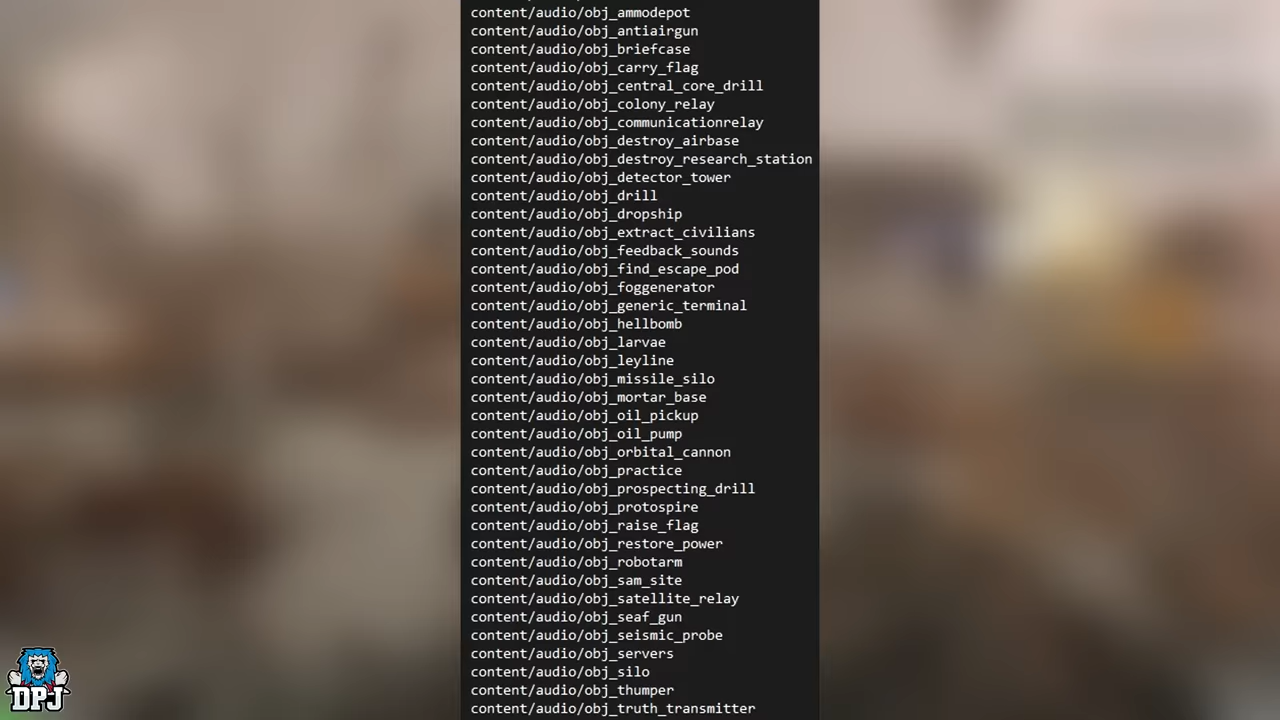 content/audio/obj_ammodepot
content/audio/obj_antiairgun
content/audio/obj_briefcase
content/audio/obj_carry_flag
content/audio/obj_central_core_drill
content/audio/obj_colony_relay
content/audio/obj_communicationrelay
content/audio/obj_destroy_airbase
content/audio/obj_destroy_research_station
content/audio/obj_detector_tower
content/audio/obj_drill
content/audio/obj_dropship
content/audio/obj_extract_civilians
content/audio/obj_feedback_sounds
content/audio/obj_find_escape_pod
content/audio/obj_foggenerator
content/audio/obj_generic_terminal
content/audio/obj_hellbomb
content/audio/obj_larvae
content/audio/obj_leyline
content/audio/obj_missile_silo
content/audio/obj_mortar_base
content/audio/obj_oil_pickup
content/audio/obj_oil_pump
content/audio/obj_orbital_cannon
content/audio/obj_practice
content/audio/obj_prospecting_drill
content/audio/obj_protospire
content/audio/obj_raise_flag
content/audio/obj_restore_power
content/audio/obj_robotarm
content/audio/obj_sam_site
content/audio/obj_satellite_relay
content/audio/obj_seaf_gun
content/audio/obj_seismic_probe
content/audio/obj_servers
content/audio/obj_silo
content/audio/obj_thumper
content/audio/obj_truth_transmitter
DPJ